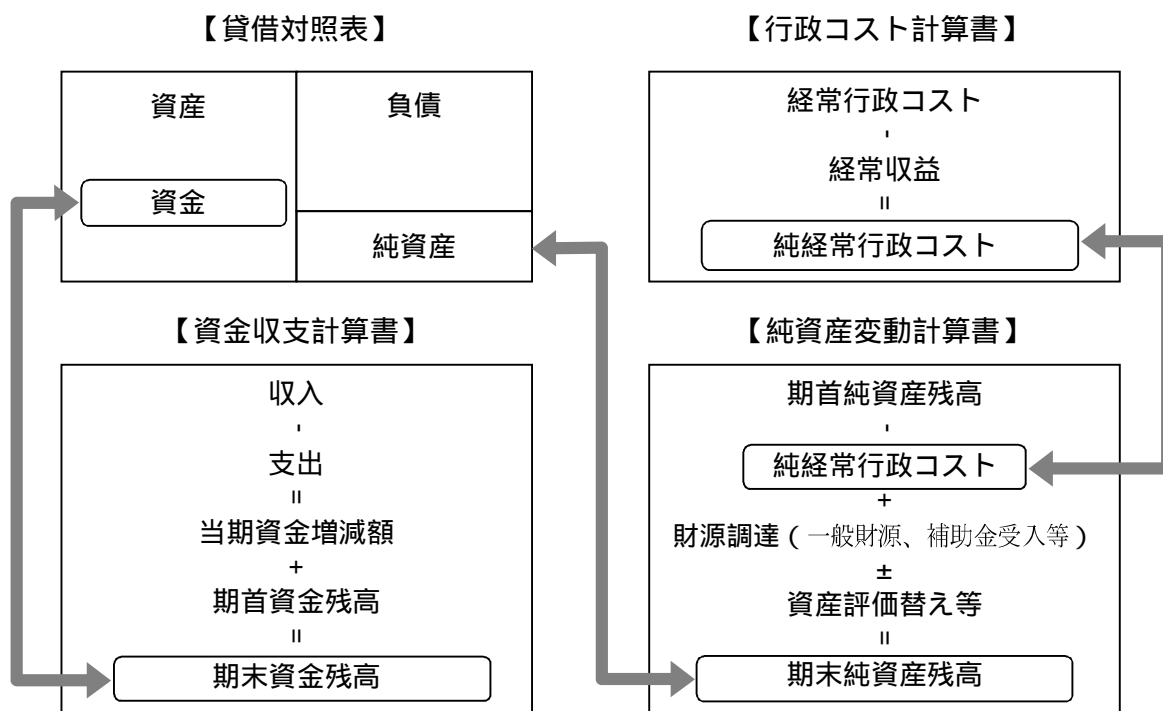 【貸借対照表】
資産
負債
資金
純資産
【行政コスト計算書】
経常行政コスト
-
経常収益
=
純経常行政コスト
【資金収支計算書】
収入
-
支出
=
当期資金増減額
+
期首資金残高
=
期末資金残高
【純資産変動計算書】
期首純資産残高
-
純経常行政コスト
+
財源調達(一般財源、補助金受入等)
±
資産評価替え等
=
期末純資産残高